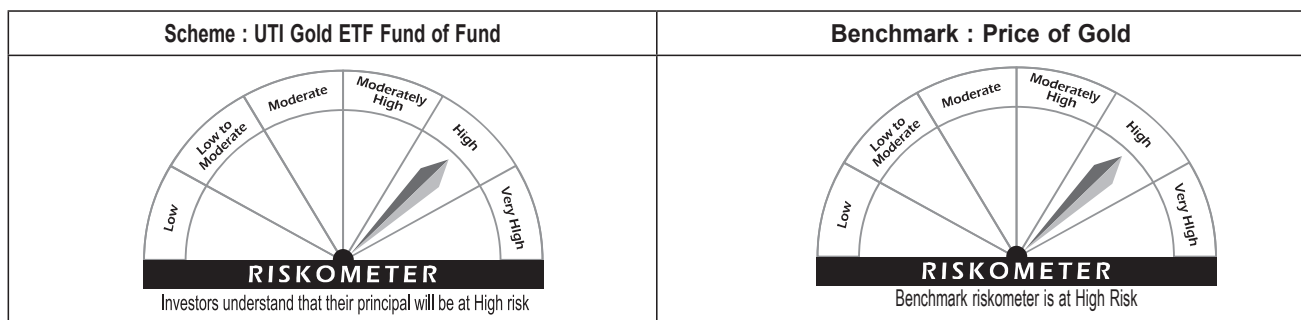 Scheme : UTI Gold ETF Fund of Fund
Benchmark : Price of Gold
Low
Low to
Moderate
Moderate
Moderately
High
High
Very High
RISKOMETER
Investors understand that their principal will be at High risk
Low
Low to
Moderate
Moderate
Moderately
High
High
Very High
RISKOMETER
Benchmark riskometer is at High Risk